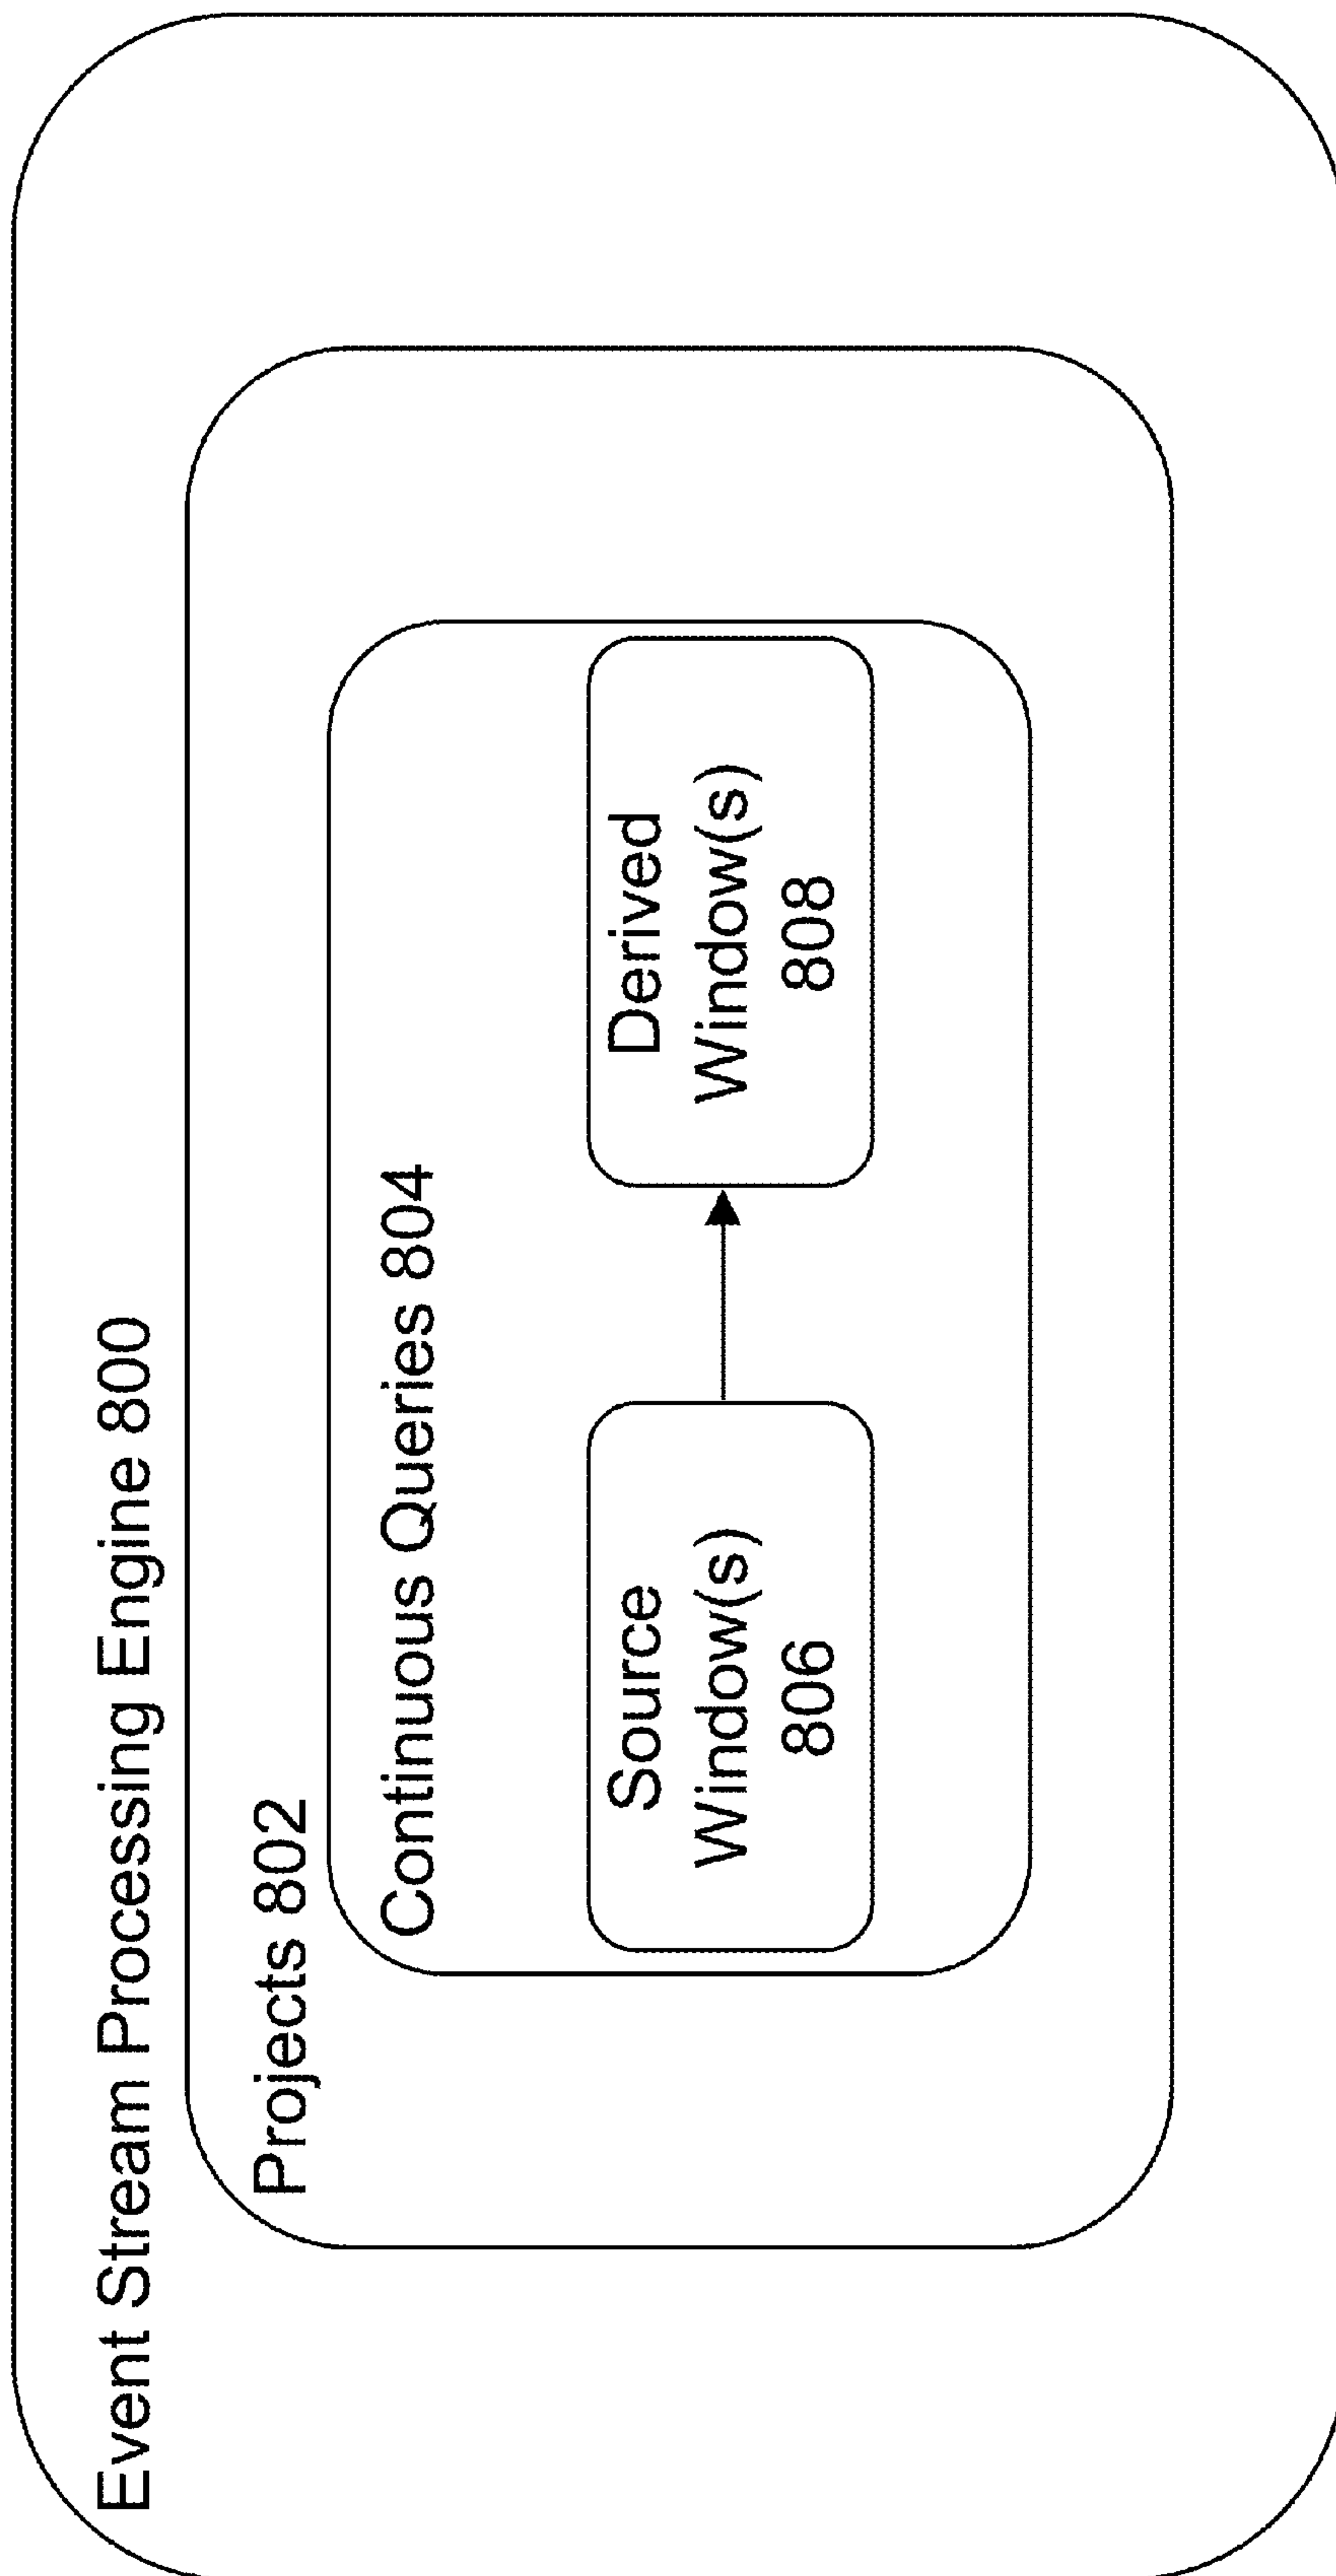 Event Stream Processing Engine 800
Projects 802
Continuous Queries 804
Source
Window(s)
806
Derived
Window(s)
808